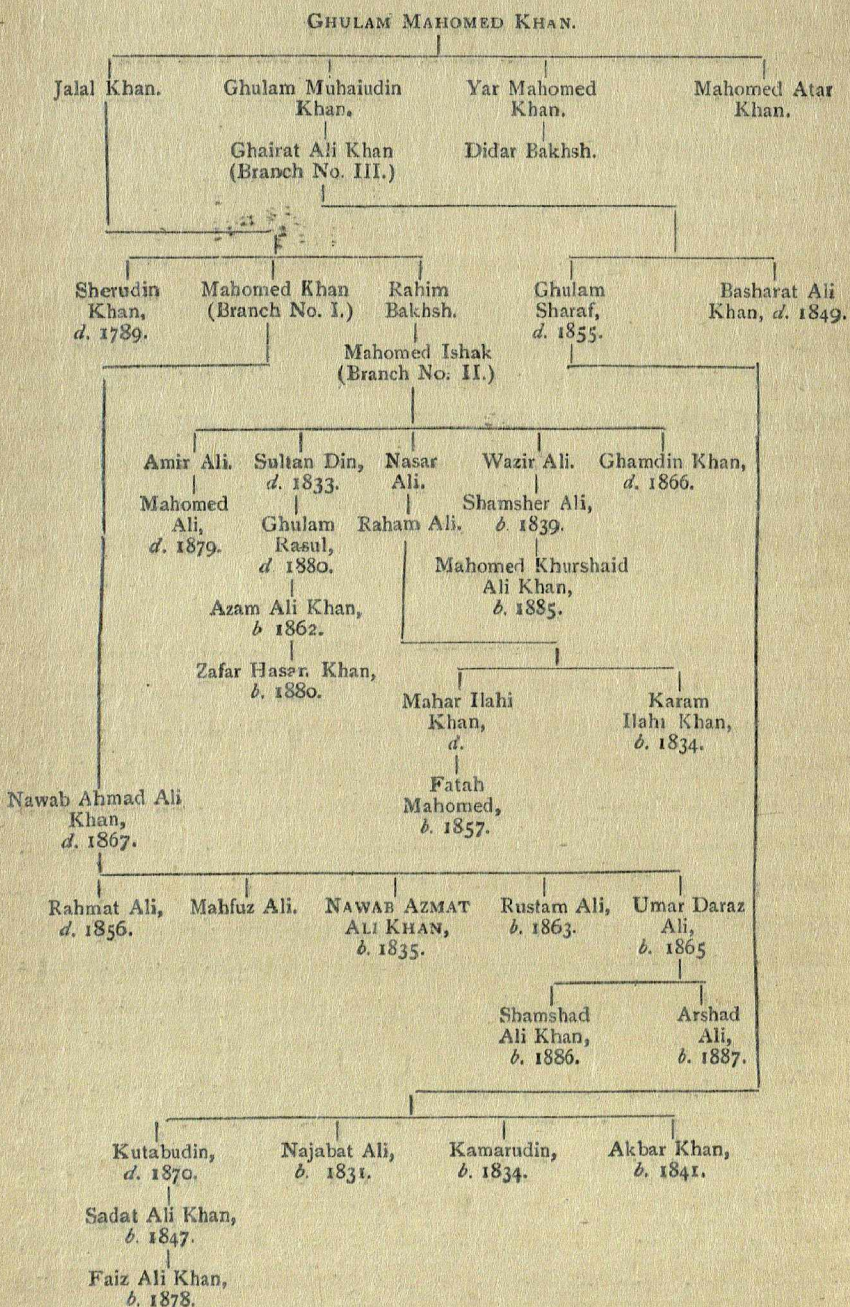 GHULAM MAHOMED KHAN.
Jalal Khan.
Ghulam Muhaiudin
Khan.
Yar Mahomed
Khan.
Mahomed Atar
Khan.
Ghairat Ali Khan
(Branch No. III.)
Didar Bakhsh.
Sherudin
Khan,
d. 1789.
Mahomed Khan
(Branch No. I.)
Rahim
Bakhsh.
Ghulam
Sharaf,
d. 1855.
Basharat Ali
Khan, d. 1849.
Mahomed Ishak
(Branch No. II.)
Amir Ali.
Sultan Din,
d. 1833.
Nasar
Ali.
Wazir Ali.
Ghamdin Khan,
d. 1866.
Mahomed
Ali,
d. 1879.
Ghulam
Rasul,
d 1880.
Raham Ali.
Shamsher Ali,
b. 1839.
Mahomed Khurshaid
Ali Khan,
b. 1885.
Azam Ali Khan,
b 1862.
Zafar Hasan Khan,
b. 1880.
Mahar Ilahi
Khan,
d.
Karam
Ilahi Khan,
b. 1834.
Fatah
Mahomed,
b. 1857.
Nawab Ahmad Ali
Khan,
d. 1867.
Rahmat Ali,
d. 1856.
Mahfuz Ali.
NAWAB AZMAT
ALI KHAN,
b. 1835.
Rustam Ali,
b. 1863.
Umar Daraz
Ali,
b. 1865
Shamshad
Ali Khan,
b. 1886.
Arshad
Ali,
b. 1887.
Kutabudin,
d. 1870.
Najabat Ali,
b. 1831.
Kamarudin,
b. 1834.
Akbar Khan,
b. 1841.
Sadat Ali Khan,
b. 1847.
Faiz Ali Khan,
b. 1878.